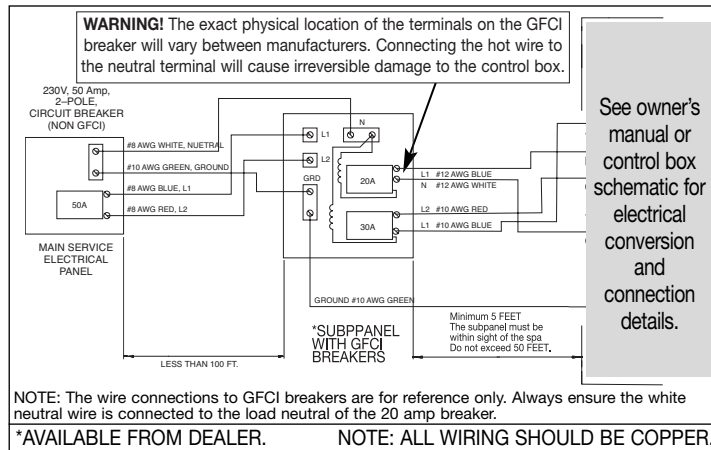 WARNING! The exact physical location of the terminals on the GFCI
breaker will vary between manufacturers. Connecting the hot wire to
the neutral terminal will cause irreversible damage to the control box.
230V, 50 Amp,
2–POLE,
CIRCUIT BREAKER
(NON GFCI)
#8 AWG WHITE, NUETRAL
#10 AWG GREEN, GROUND
#8 AWG BLUE, L1
#8 AWG RED, L2
50A
MAIN SERVICE
ELECTRICAL
PANEL
N
L1
L2
GRD
20A
30A
L1 #12 AWG BLUE
N #12 AWG WHITE
L2 #10 AWG RED
L1 #10 AWG BLUE
GROUND #10 AWG GREEN
*SUBPPANEL
WITH GFCI
BREAKERS
LESS THAN 100 FT.
Minimum 5 FEET
The subpanel must be
within sight of the spa
Do not exceed 50 FEET.
See owner’s
manual or
control box
schematic for
electrical
conversion
and
connection
details.
NOTE: The wire connections to GFCI breakers are for reference only. Always ensure the white
neutral wire is connected to the load neutral of the 20 amp breaker.
*AVAILABLE FROM DEALER. NOTE: ALL WIRING SHOULD BE COPPER.